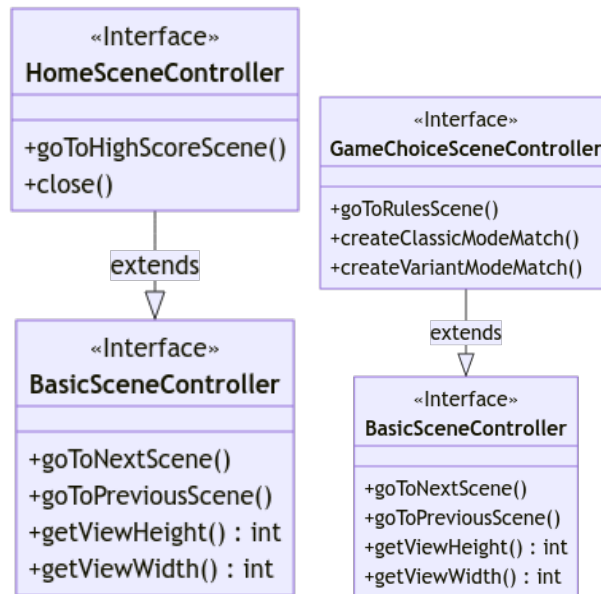 «Interface»
HomeSceneController
+goToHighScoreScene()
+close()
extends
«Interface»
BasicSceneController
+goToNextScene()
+goToPreviousScene()
+getViewHeight() : int
+getViewWidth() : int
«Interface»
GameChoiceSceneController
+goToRulesScene()
+createClassicModeMatch()
+createVariantModeMatch()
extends
«Interface»
BasicSceneController
+goToNextScene()
+goToPreviousScene()
+getViewHeight() : int
+getViewWidth() : int